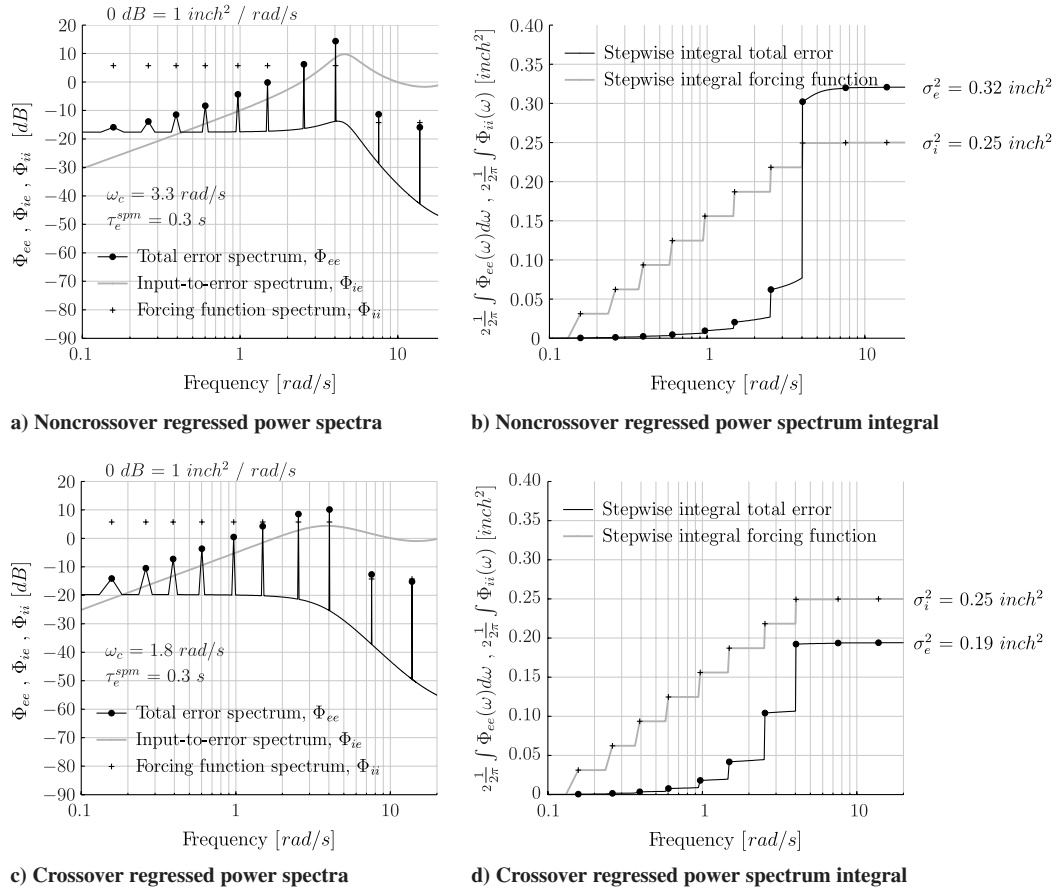 0 dB = 1 inch² / rad/s
20
10
0
−10
−20
−30
−40
−50
−60
−70
−80
−90
Φee , Φie , Φii [dB]
ωc = 3.3 rad/s
τe^spm = 0.3 s
Total error spectrum, Φee
Input-to-error spectrum, Φie
Forcing function spectrum, Φii
0.1
1
10
Frequency [rad/s]
a) Noncrossover regressed power spectra
0.40
0.35
0.30
0.25
0.20
0.15
0.10
0.05
0
2 1/2π ∫ Φee(ω)dω , 2 1/2π ∫ Φii(ω) [inch²]
Stepwise integral total error
Stepwise integral forcing function
σe² = 0.32 inch²
σi² = 0.25 inch²
0.1
1
10
Frequency [rad/s]
b) Noncrossover regressed power spectrum integral
0 dB = 1 inch² / rad/s
20
10
0
−10
−20
−30
−40
−50
−60
−70
−80
−90
Φee , Φie , Φii [dB]
ωc = 1.8 rad/s
τe^spm = 0.3 s
Total error spectrum, Φee
Input-to-error spectrum, Φie
Forcing function spectrum, Φii
0.1
1
10
Frequency [rad/s]
c) Crossover regressed power spectra
0.40
0.35
0.30
0.25
0.20
0.15
0.10
0.05
0
2 1/2π ∫ Φee(ω)dω , 2 1/2π ∫ Φii(ω) [inch²]
Stepwise integral total error
Stepwise integral forcing function
σi² = 0.25 inch²
σe² = 0.19 inch²
0.1
1
10
Frequency [rad/s]
d) Crossover regressed power spectrum integral